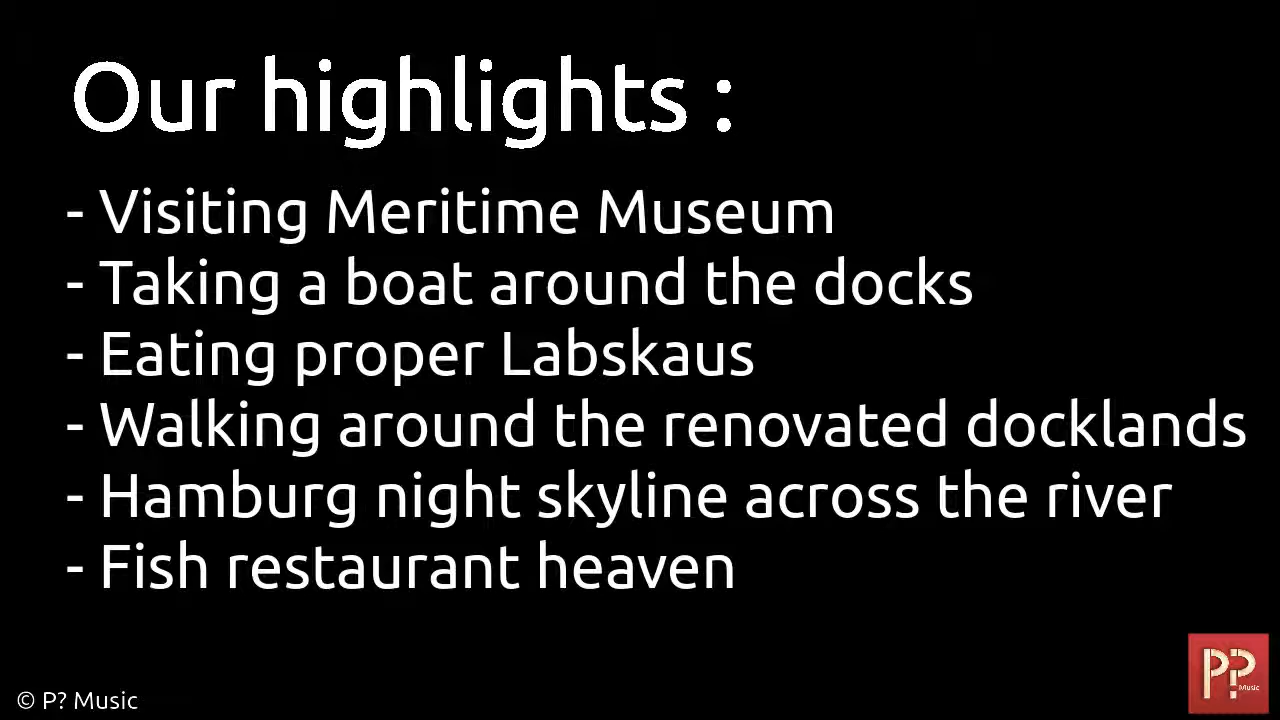 Our highlights :
- Visiting Meritime Museum
- Taking a boat around the docks
- Eating proper Labskaus
- Walking around the renovated docklands
- Hamburg night skyline across the river
- Fish restaurant heaven
© P? Music
P? Music